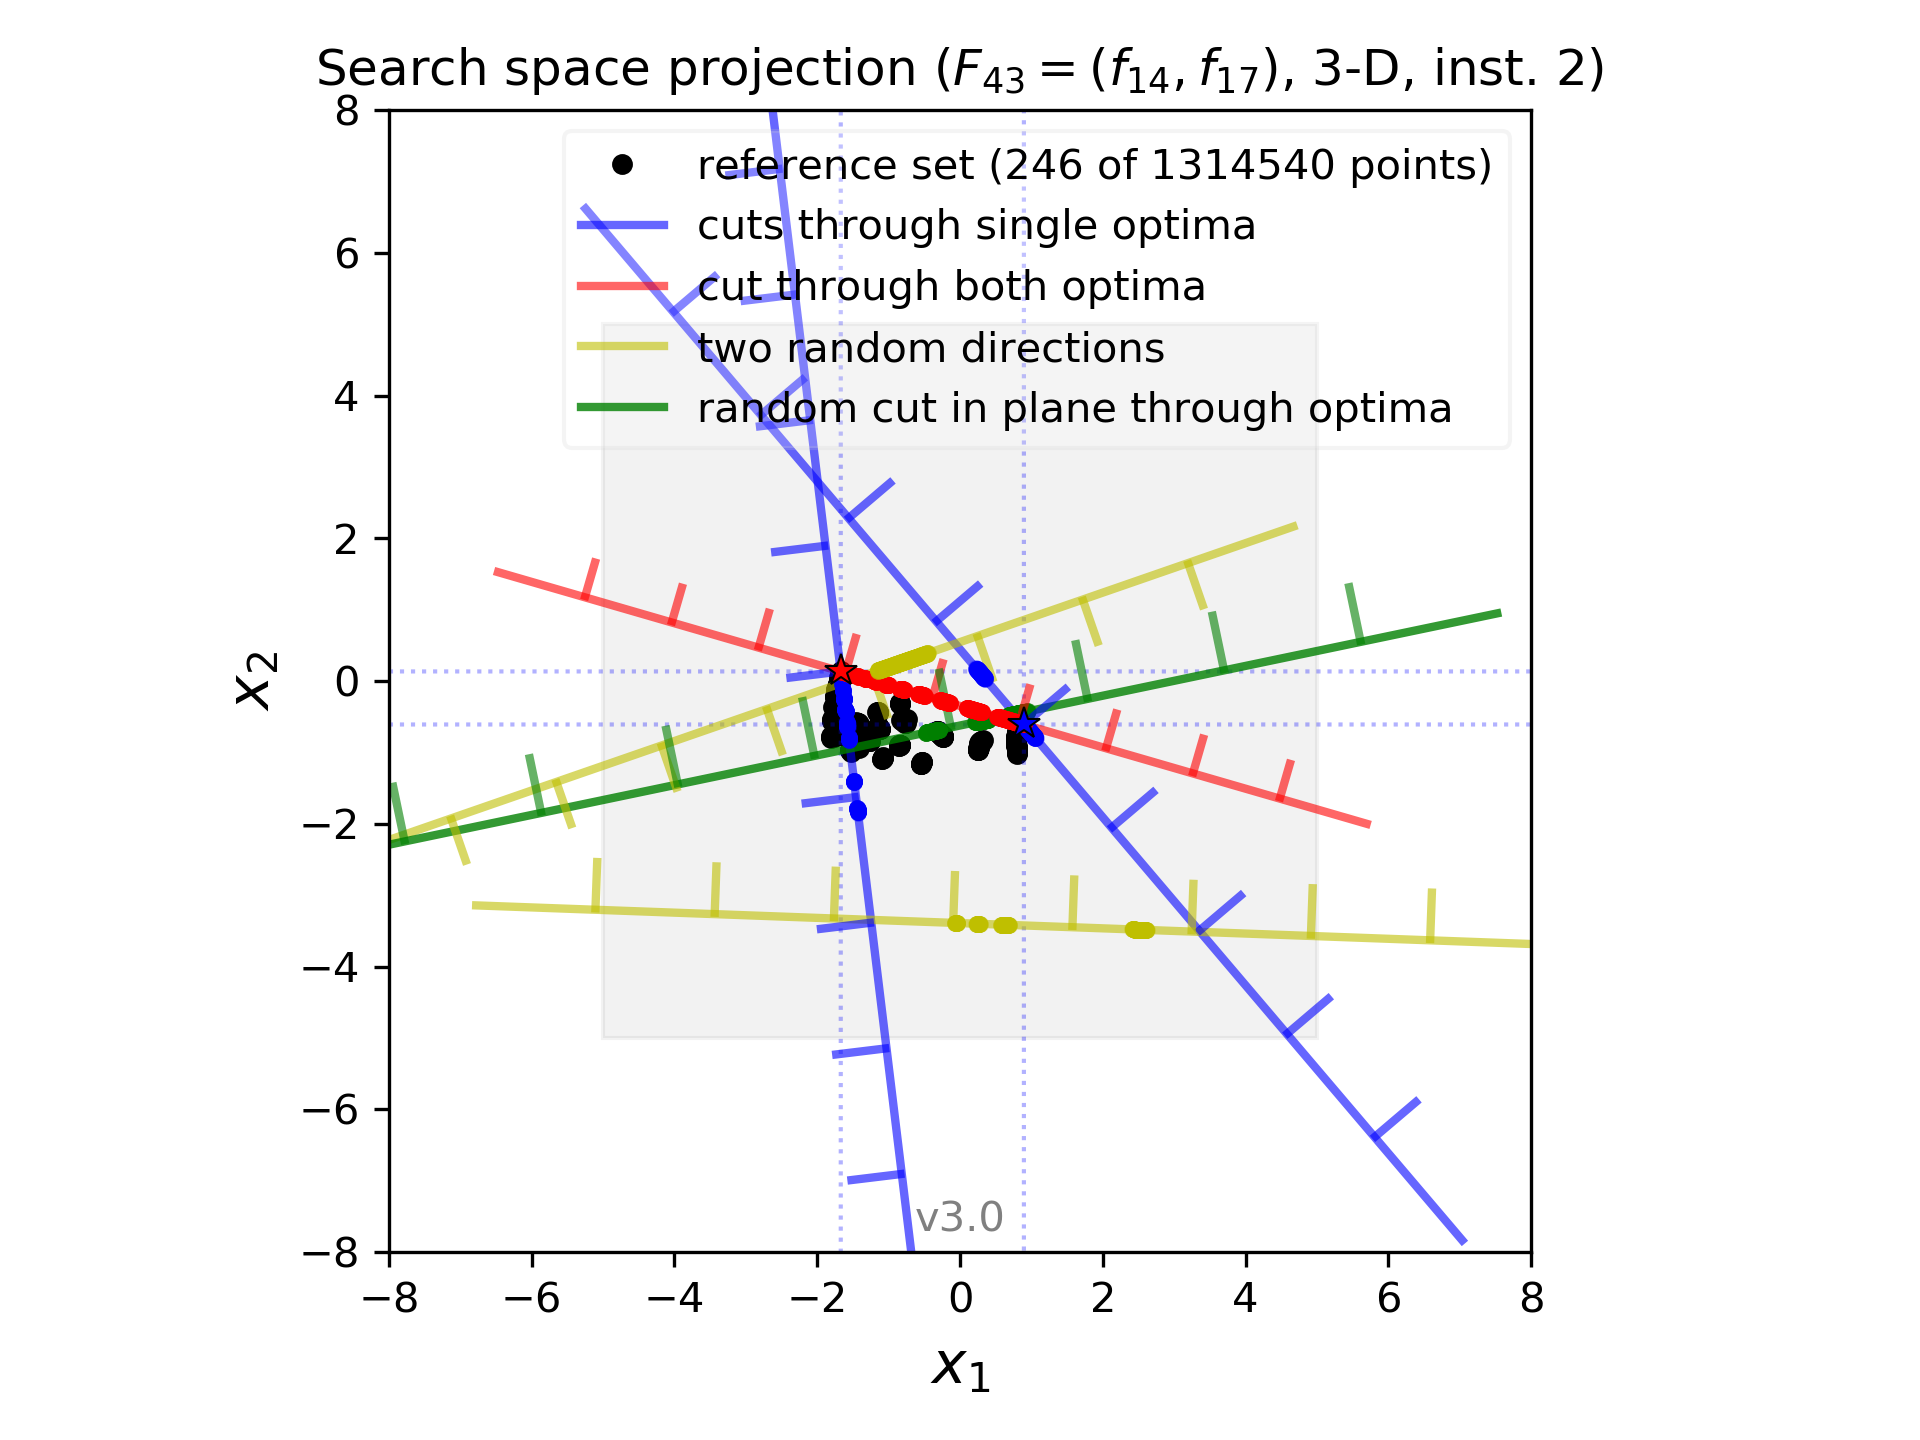 Search space projection (F43 = (f14, f17), 3-D, inst. 2)
reference set (246 of 1314540 points)
cuts through single optima
cut through both optima
two random directions
random cut in plane through optima
8
6
4
2
0
−2
−4
−6
−8
x2
v3.0
−8 −6 −4 −2 0 2 4 6 8
x1